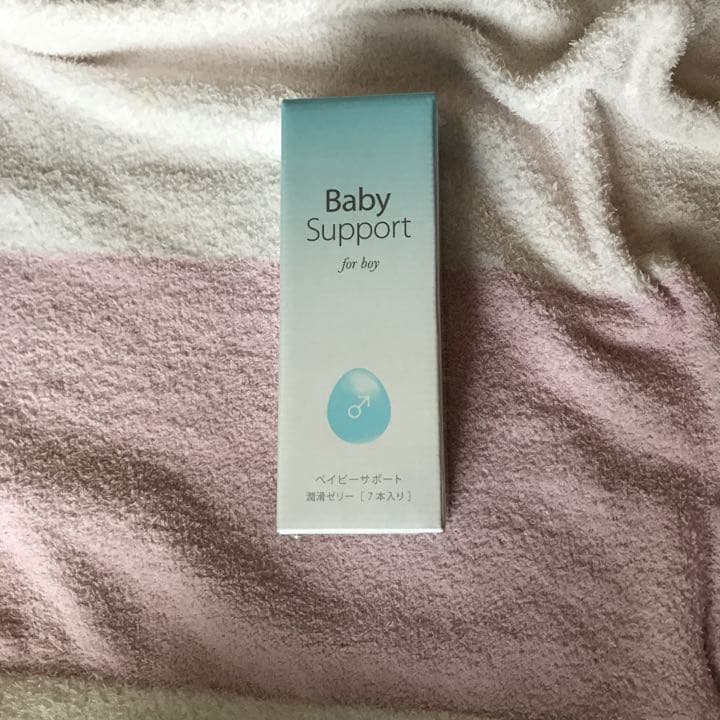 Baby
Support
for boy
ベイビーサポート
潤滑ゼリー [ 7 本入り ]